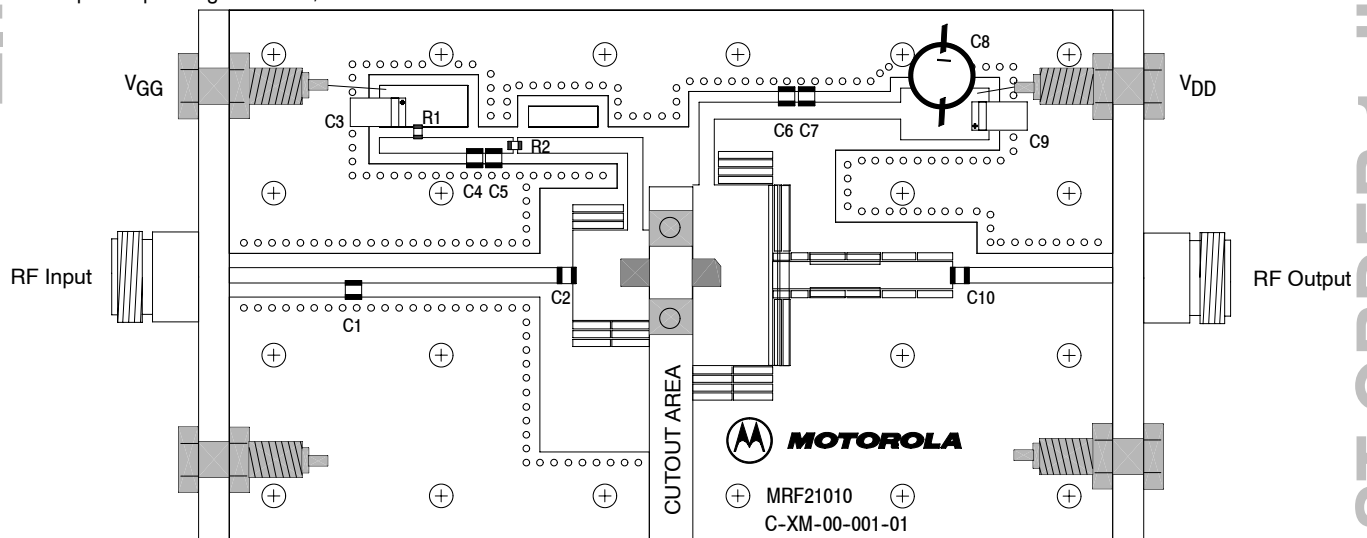 C8
VGG
VDD
C3
R1
C6 C7
C9
R2
C4 C5
RF Input
C2
C10
RF Output
C1
CUTOUT AREA
MOTOROLA
MRF21010
C-XM-00-001-01